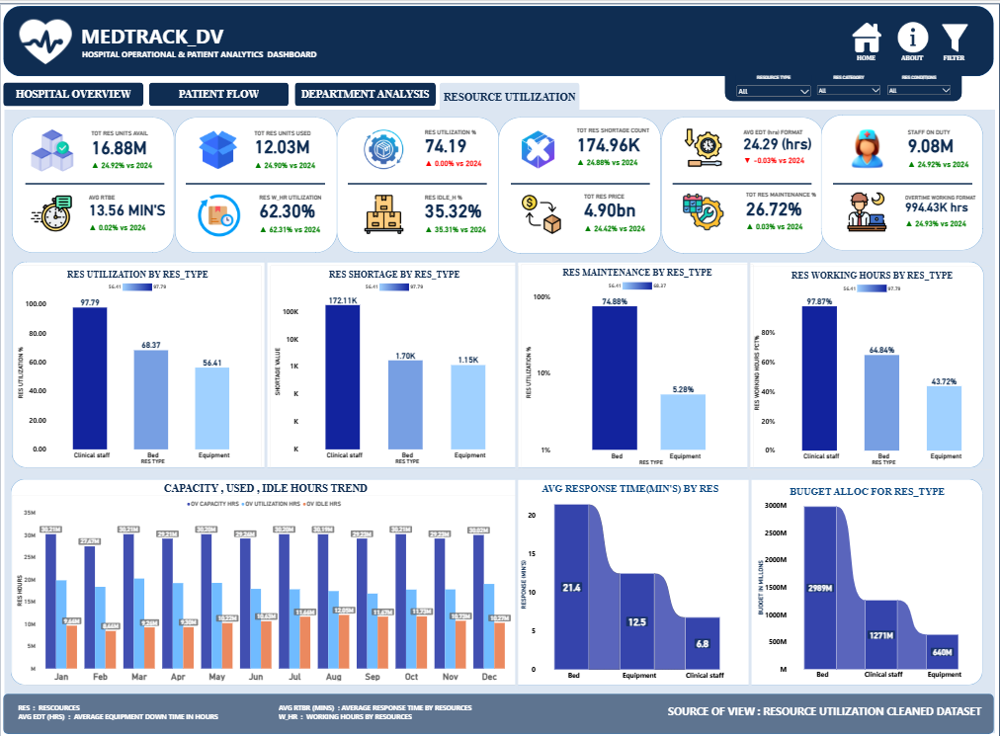 MEDTRACK_DV
HOSPITAL OPERATIONAL & PATIENT ANALYTICS DASHBOARD
HOME
ABOUT
FILTER
RESOURCE TYPE
RES CATEGORY
RES CONDITIONS
All
All
All
HOSPITAL OVERVIEW
PATIENT FLOW
DEPARTMENT ANALYSIS
RESOURCE UTILIZATION
TOT RES UNITS AVAIL
16.88M
▲ 24.92% vs 2024
TOT RES UNITS USED
12.03M
▲ 24.90% vs 2024
RES UTILIZATION %
74.19
▲ 0.00% vs 2024
TOT RES SHORTAGE COUNT
174.96K
▲ 24.88% vs 2024
AVG EDT (hrs) FORMAT
24.29 (hrs)
▼ -0.03% vs 2024
STAFF ON DUTY
9.08M
▲ 24.92% vs 2024
AVG RTBE
13.56 MIN'S
▲ 0.02% vs 2024
RES W_HR UTILIZATION
62.30%
▲ 62.31% vs 2024
RES IDLE_H %
35.32%
▲ 35.31% vs 2024
TOT RES PRICE
4.90bn
▲ 24.42% vs 2024
TOT RES MAINTENANCE %
26.72%
▲ 0.03% vs 2024
OVERTIME WORKING FORMAT
994.43K hrs
▲ 24.93% vs 2024
RES UTILIZATION BY RES_TYPE
56.41 97.79
RES UTILIZATION %
100.00
80.00
60.00
40.00
20.00
0.00
97.79
68.37
56.41
Clinical staff
Bed
Equipment
RES TYPE
RES SHORTAGE BY RES_TYPE
56.41 97.79
SHORTAGE VALUE
100K
10K
1K
K
K
K
172.11K
1.70K
1.15K
Clinical staff
Bed
Equipment
RES TYPE
RES MAINTENANCE BY RES_TYPE
56.41 68.37
RES UTILIZATION %
100%
10%
1%
74.88%
5.28%
Bed
Equipment
RES TYPE
RES WORKING HOURS BY RES_TYPE
56.41 97.79
RES WORKING HOURS PCT%
80%
60%
40%
20%
0%
97.87%
64.84%
43.72%
Clinical staff
Bed
Equipment
RES TYPE
CAPACITY , USED , IDLE HOURS TREND
OV CAPACITY HRS OV UTILIZATION HRS OV IDLE HRS
RES HOURS
35M
30M
25M
20M
15M
10M
5M
M
Jan
Feb
Mar
Apr
May
Jun
Jul
Aug
Sep
Oct
Nov
Dec
AVG RESPONSE TIME(MIN'S) BY RES
RESPONSE (MIN'S)
20
15
10
5
0
21.4
12.5
6.8
Bed
Equipment
Clinical staff
BUUGET ALLOC FOR RES_TYPE
BUDET IN MILLONS
3000M
2500M
2000M
1500M
1000M
500M
M
2989M
1271M
640M
Bed
Clinical staff
Equipment
RES : RESCOURCES
AVG EDT (HRS) : AVERAGE EQUIPMENT DOWN TIME IN HOURS
AVG RTBR (MINS) : AVERAGE RESPONSE TIME BY RESOURCES
W_HR : WORKING HOURS BY RESOURCES
SOURCE OF VIEW : RESOURCE UTILIZATION CLEANED DATASET